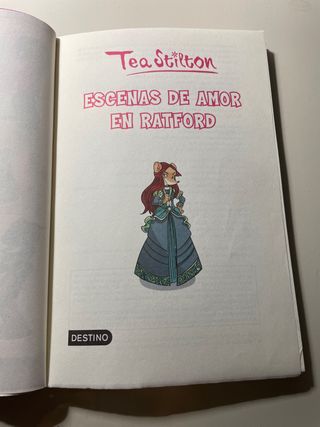 Tea Stilton
ESCENAS DE AMOR
EN RATFORD
DESTINO